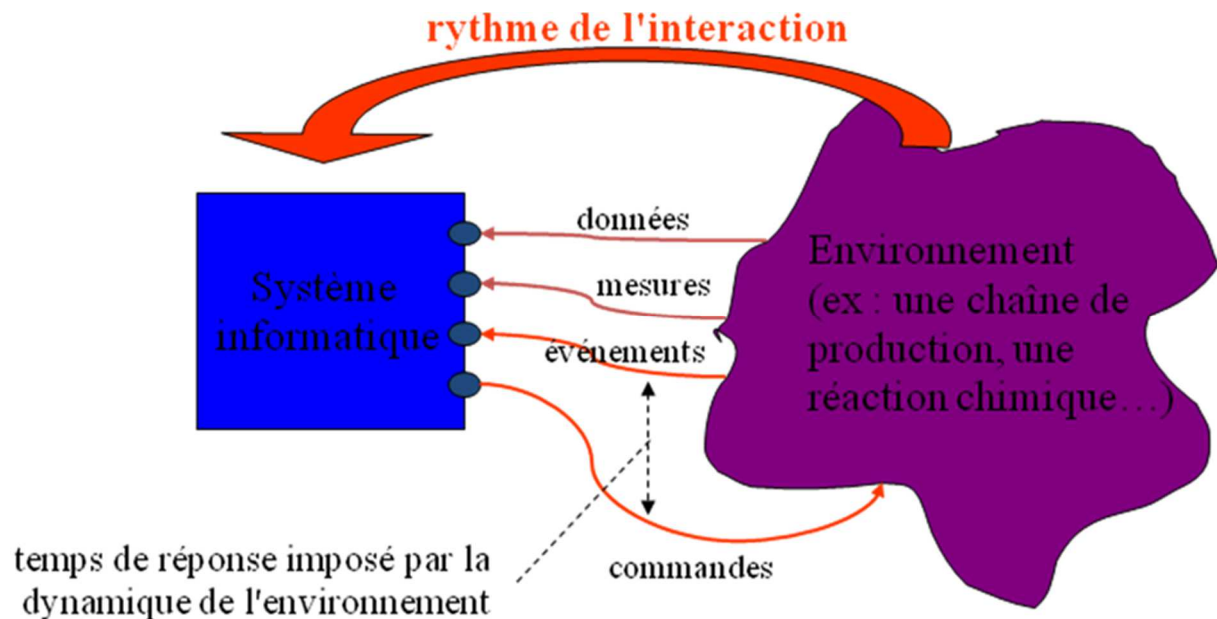 rythme de l'interaction
données
mesures
événements
Système
informatique
Environnement
(ex : une chaîne de
production, une
réaction chimique…)
temps de réponse imposé par la
dynamique de l'environnement
commandes